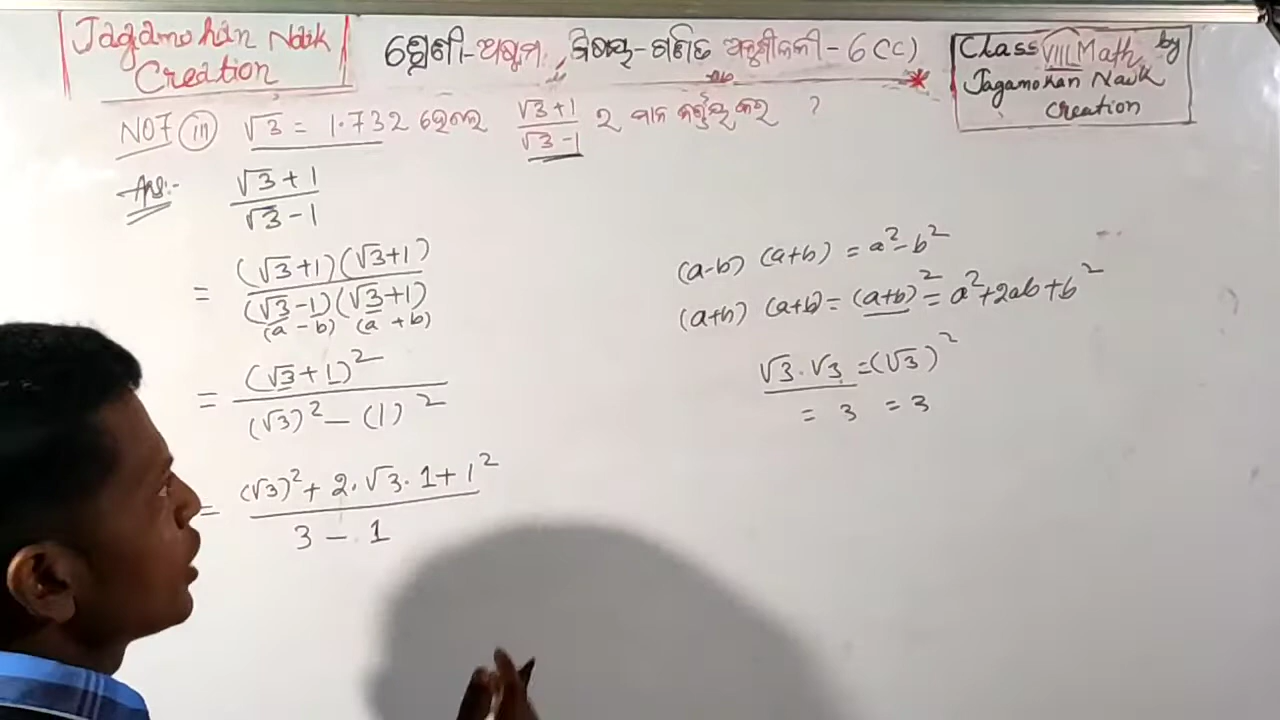 Jagamohan Naik
Creation
ଶ୍ରେଣୀ-ଅଷ୍ଟମ, ବିଷୟ-ଗଣିତ ଅନୁଶୀଳନୀ-6(C)
Class VIII Math by
Jagamohan Naik
Creation
NO7 (iii) √3 = 1.732 ହେଲେ (√3+1)/(√3-1) ର ମାନ ନିର୍ଣ୍ଣୟ କର ?
Ans:- (√3+1)/(√3-1)
= (√3+1)(√3+1)/(√3-1)(√3+1)
(a-b) (a+b)
= (√3+1)²/(√3)²-(1)²
= (√3)²+2·√3·1+1²/3-1
(a-b) (a+b) = a²-b²
(a+b) (a+b) = (a+b)² = a²+2ab+b²
√3·√3 = (√3)²
= 3 = 3